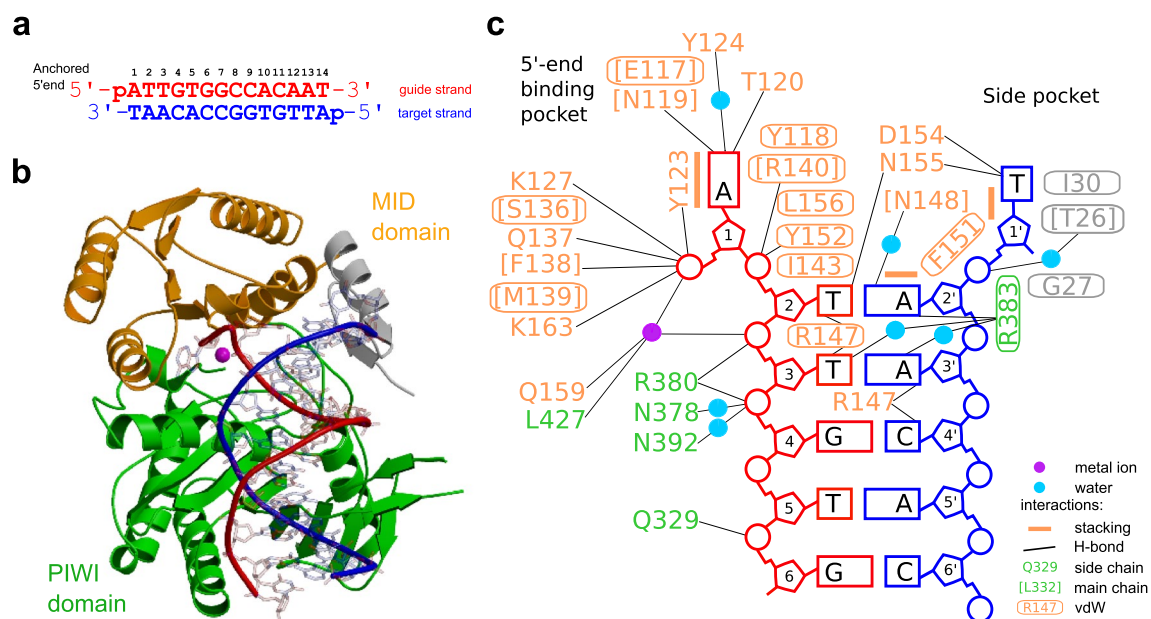 a
Anchored
5'end
1 2 3 4 5 6 7 8 9 10 11 12 13 14
5'-pATTGTGGCCACAAT-3'
guide strand
3'-TAACACCGGTGTTAp-5'
target strand
b
MID
domain
PIWI
domain
c
5'-end
binding
pocket
Side pocket
Y124
[E117]
[N119]
T120
Y123
Y118
[R140]
L156
Y152
I143
K127
[S136]
Q137
[F138]
[M139]
K163
Q159
L427
R380
N378
N392
Q329
R147
R147
D154
N155
[N148]
F151
I30
[T26]
G27
R383
A
1
2
T
3
T
4
G
5
T
6
G
T
1'
A
2'
A
3'
C
4'
A
5'
C
6'
metal ion
water
interactions:
stacking
H-bond
Q329 side chain
[L332] main chain
R147 vdW